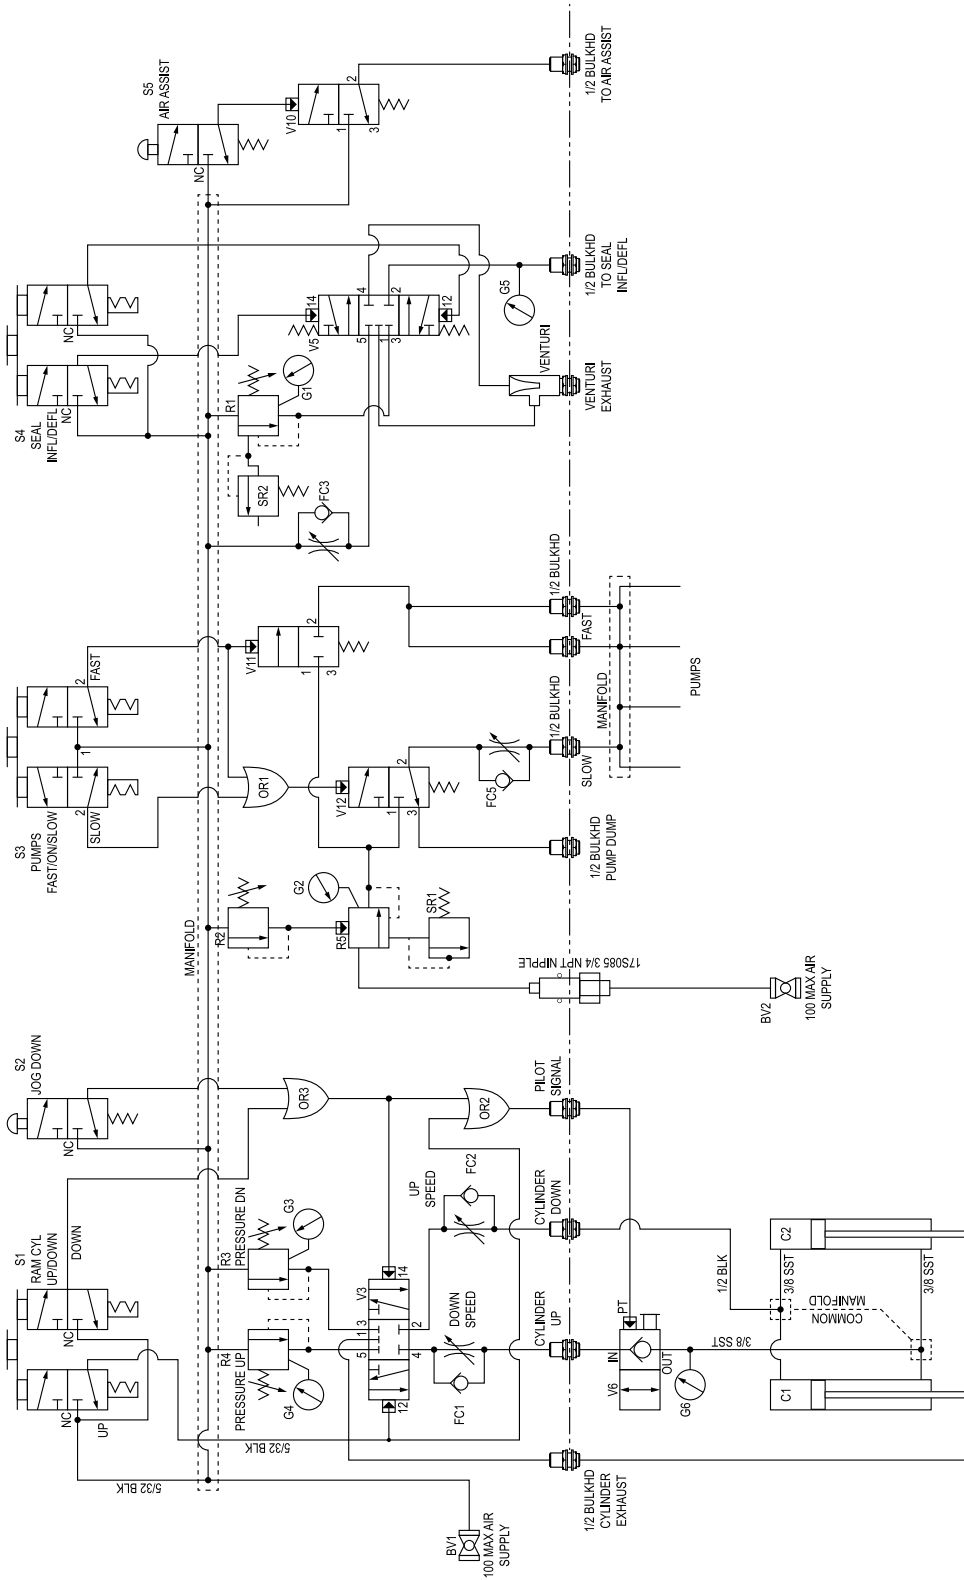 S5
AIR ASSIST
NC
V10
1
2
3
1/2 BULKHD
TO AIR ASSIST
S4
SEAL
INFL/DEFL
NC
NC
R1
G1
SR2
FC3
V5
14
12
5
1
3
4
2
G5
VENTURI
1/2 BULKHD
TO SEAL
INFL/DEFL
VENTURI
EXHAUST
S3
PUMPS
FAST/ON/SLOW
2
SLOW
1
2
FAST
MANIFOLD
R2
G2
R5
SR1
OR1
V11
1
2
3
V12
1
2
3
FC5
1/2 BULKHD
FAST
1/2 BULKHD
SLOW
MANIFOLD
PUMPS
1/2 BULKHD
PUMP DUMP
17S085 3/4 NPT NIPPLE
BV2
100 MAX AIR
SUPPLY
S2
JOG DOWN
NC
S1
RAM CYL
UP/DOWN
NC
NC
UP
DOWN
OR3
OR2
R3
PRESSURE DN
G3
R4
PRESSURE UP
G4
V3
14
12
5
1
3
4
2
UP
SPEED
FC2
DOWN
SPEED
FC1
5/32 BLK
5/32 BLK
BV1
100 MAX AIR
SUPPLY
PILOT
SIGNAL
CYLINDER
DOWN
CYLINDER
UP
1/2 BULKHD
CYLINDER
EXHAUST
PT
IN
OUT
V6
G6
1/2 BLK
3/8 SST
3/8 SST
3/8 SST
COMMON
MANIFOLD
C1
C2